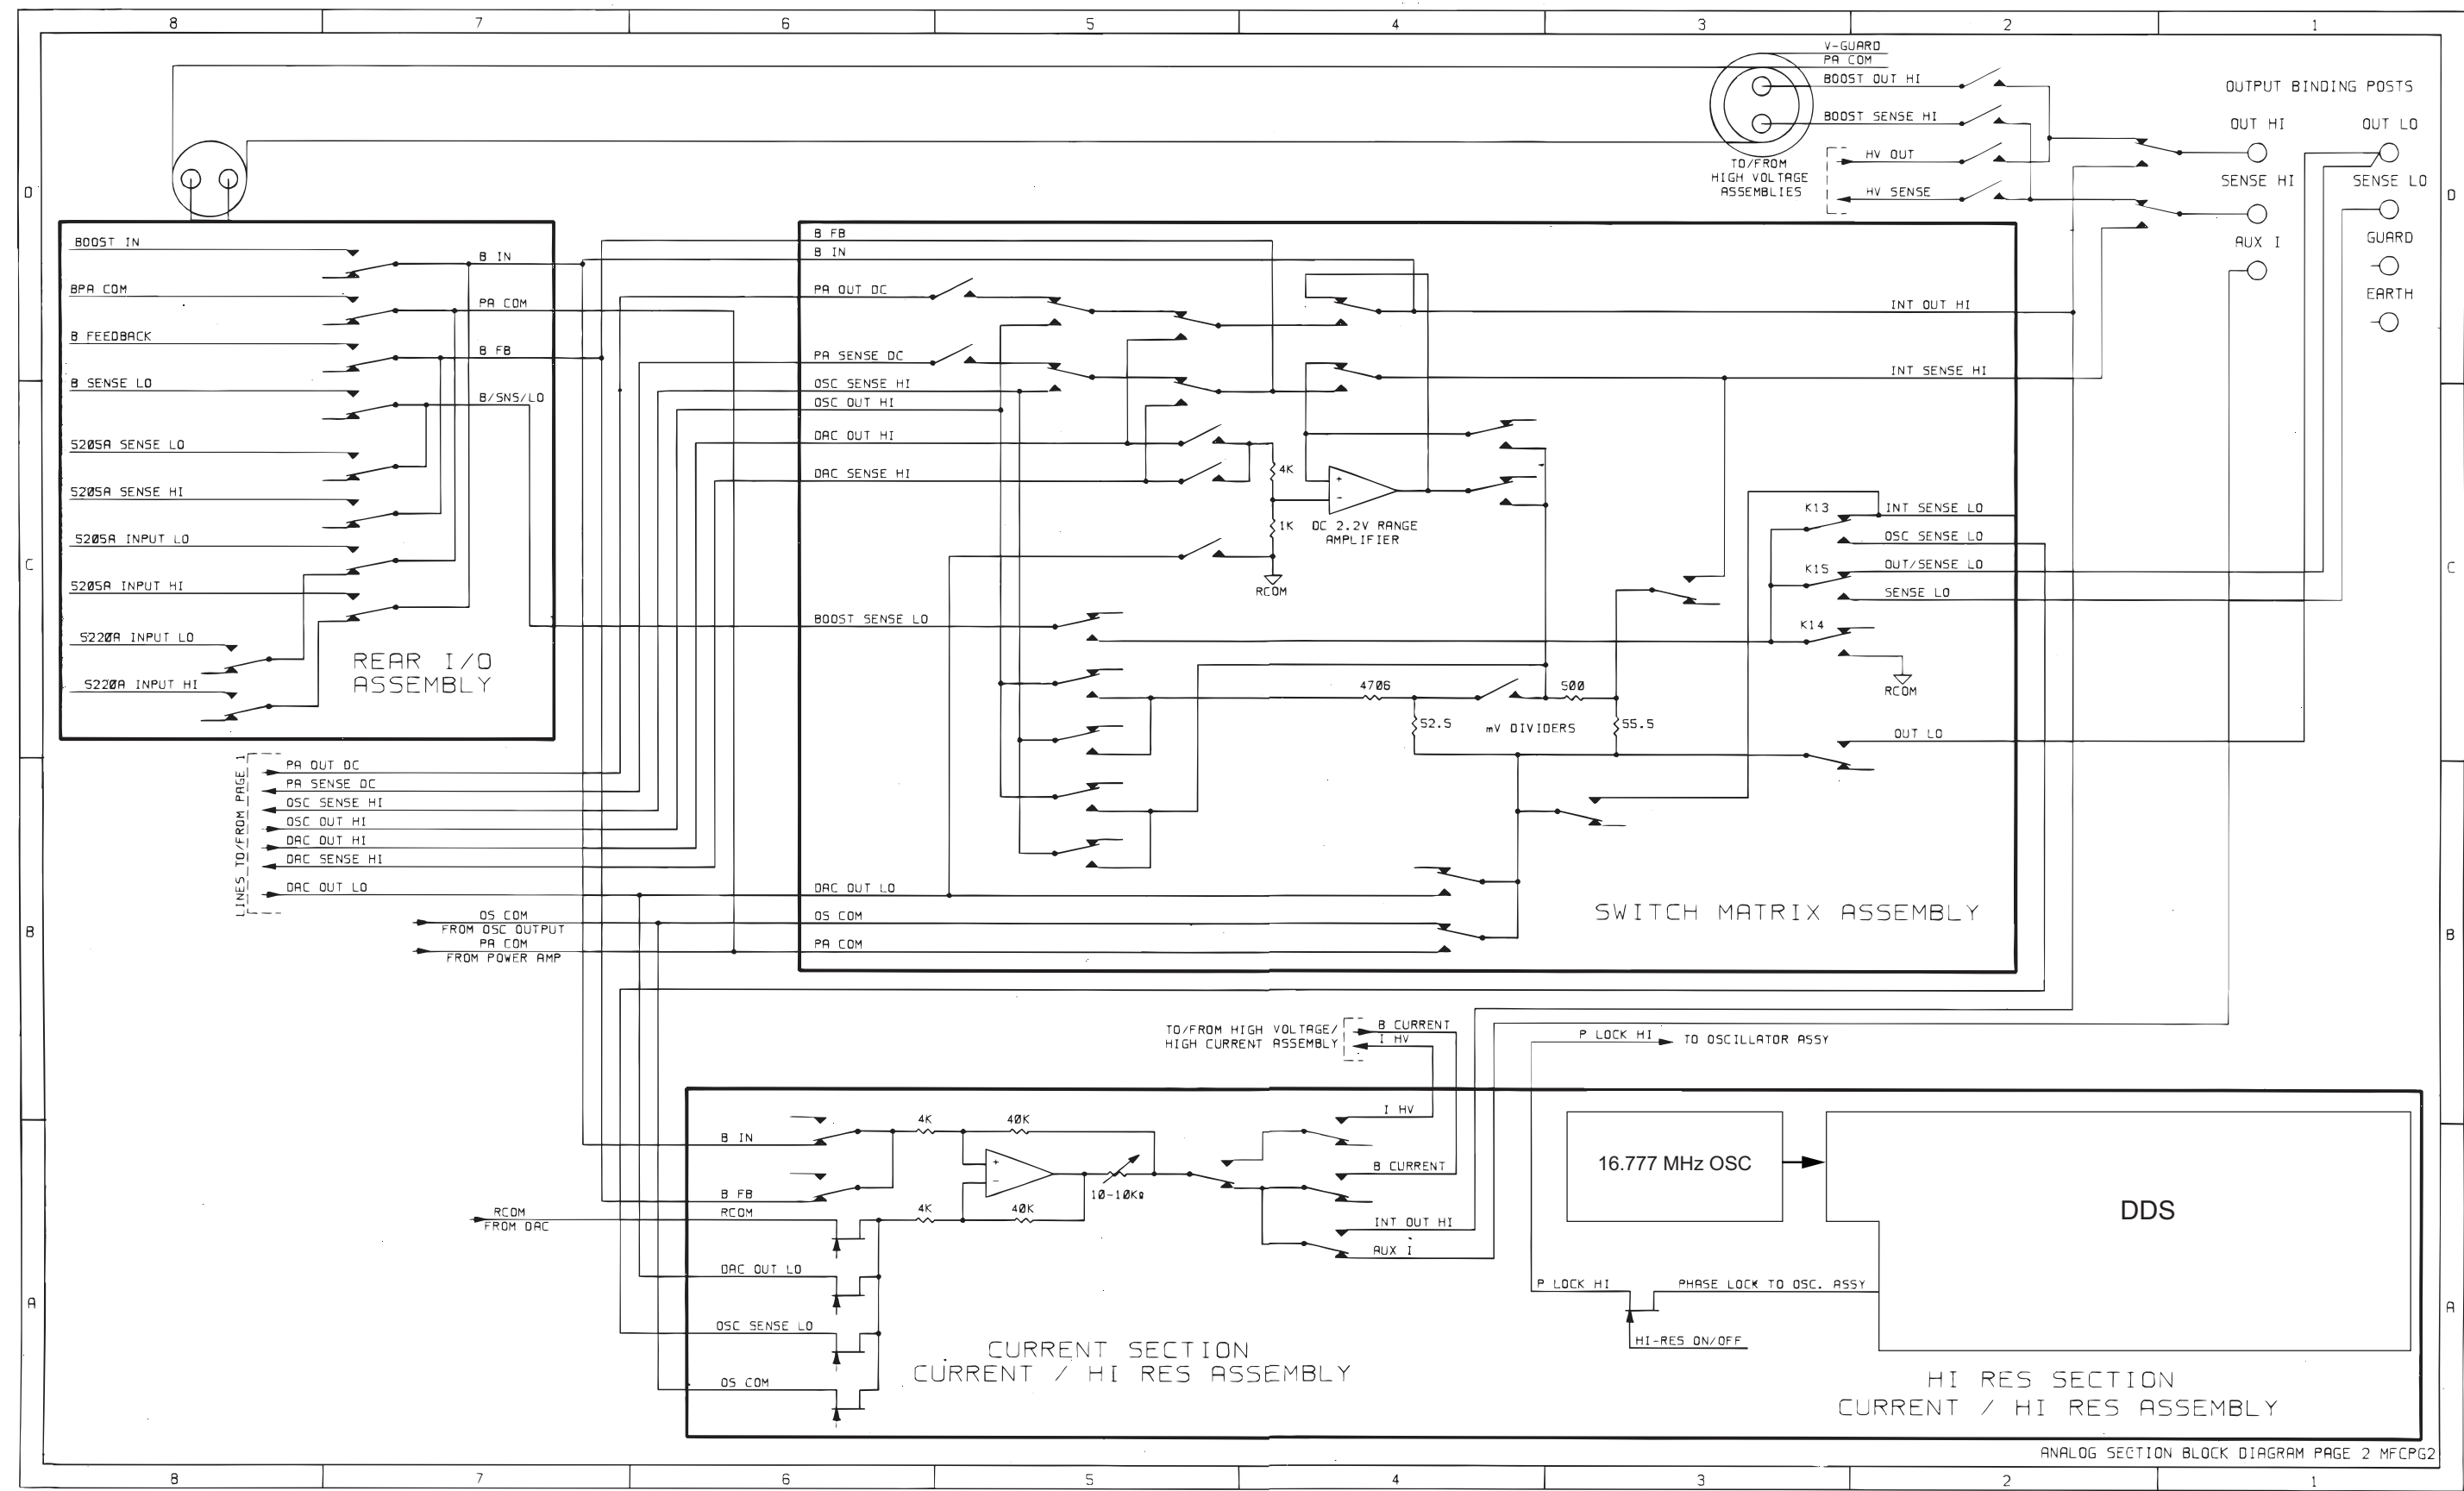 8 7 6 5 4 3 2 1
V-GUARD
PA COM
BOOST OUT HI
BOOST SENSE HI
TO/FROM
HIGH VOLTAGE
ASSEMBLIES
HV OUT
HV SENSE
OUTPUT BINDING POSTS
OUT HI
OUT LO
SENSE HI
SENSE LO
AUX I
GUARD
EARTH
D
D
BOOST IN
B IN
BPA COM
PA COM
B FEEDBACK
B FB
B SENSE LO
B/SNS/LO
5205A SENSE LO
5205A SENSE HI
5205A INPUT LO
5205A INPUT HI
5220A INPUT LO
5220A INPUT HI
REAR I/O
ASSEMBLY
B FB
B IN
PA OUT DC
PA SENSE DC
OSC SENSE HI
OSC OUT HI
DAC OUT HI
DAC SENSE HI
4K
1K
+
-
DC 2.2V RANGE
AMPLIFIER
RCOM
INT OUT HI
INT SENSE HI
K13
INT SENSE LO
OSC SENSE LO
K15
OUT/SENSE LO
SENSE LO
K14
RCOM
C
C
BOOST SENSE LO
4706
500
52.5
mV DIVIDERS
55.5
OUT LO
LINES TO/FROM PAGE 1
PA OUT DC
PA SENSE DC
OSC SENSE HI
OSC OUT HI
DAC OUT HI
DAC SENSE HI
DAC OUT LO
DAC OUT LO
OS COM
FROM OSC OUTPUT
OS COM
PA COM
FROM POWER AMP
PA COM
SWITCH MATRIX ASSEMBLY
B
B
TO/FROM HIGH VOLTAGE/
HIGH CURRENT ASSEMBLY
B CURRENT
I HV
P LOCK HI
TO OSCILLATOR ASSY
B IN
B FB
RCOM
FROM DAC
RCOM
DAC OUT LO
OSC SENSE LO
OS COM
4K
40K
+
-
10-10KΩ
4K
40K
I HV
B CURRENT
INT OUT HI
AUX I
CURRENT SECTION
CURRENT / HI RES ASSEMBLY
16.777 MHz OSC
DDS
P LOCK HI
PHASE LOCK TO OSC. ASSY
HI-RES ON/OFF
HI RES SECTION
CURRENT / HI RES ASSEMBLY
A
A
ANALOG SECTION BLOCK DIAGRAM PAGE 2 MFCPG2
8 7 6 5 4 3 2 1